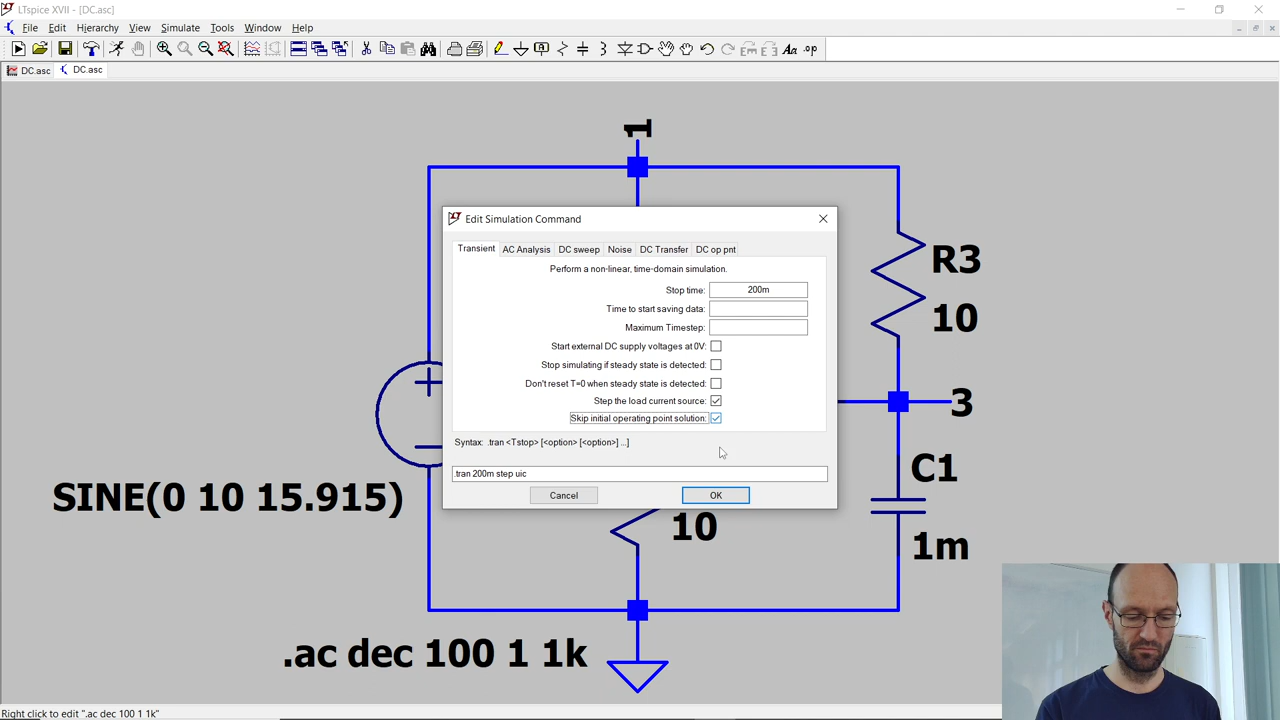 LTspice XVII - [DC.asc]
File Edit Hierarchy View Simulate Tools Window Help
Aa .op
DC.asc DC.asc
1
Edit Simulation Command
Transient AC Analysis DC sweep Noise DC Transfer DC op pnt
Perform a non-linear, time-domain simulation.
Stop time: 200m
Time to start saving data:
Maximum Timestep:
Start external DC supply voltages at 0V:
Stop simulating if steady state is detected:
Don't reset T=0 when steady state is detected:
Step the load current source:
Skip initial operating point solution:
Syntax: .tran <Tstop> [<option> [<option>] ...]
.tran 200m step uic
Cancel OK
R3
10
3
C1
1m
SINE(0 10 15.915)
10
.ac dec 100 1 1k
Right click to edit ".ac dec 100 1 1k"